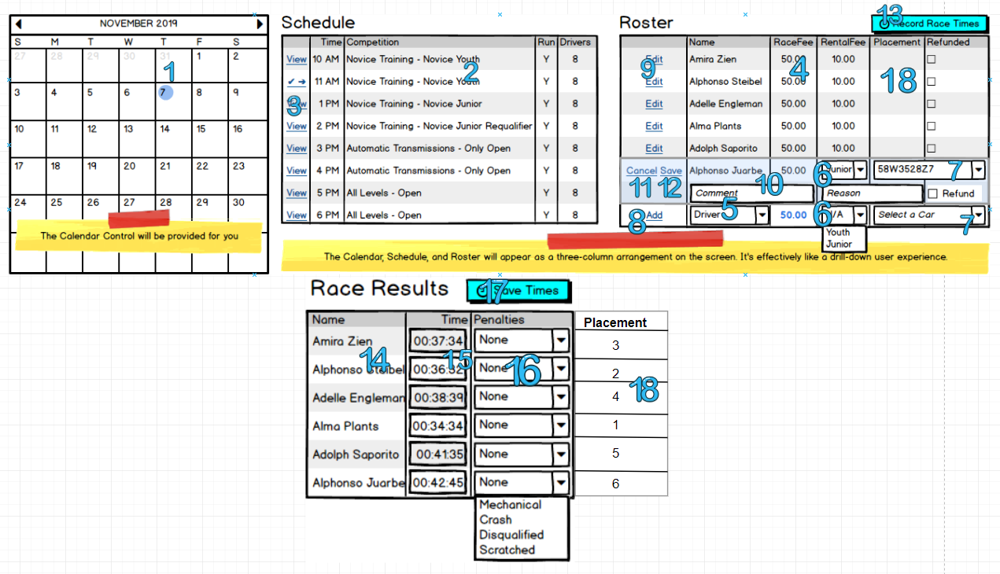 NOVEMBER 2019
S M T W T F S
27 28 29 30 31 1 2
3 4 5 6 7 8 9
10 11 12 13 14 15 16
17 18 19 20 21 22 23
24 25 26 27 28 29 30
The Calendar Control will be provided for you
1
Schedule
Time Competition Run Drivers
View 10 AM Novice Training - Novice Youth Y 8
2
11 AM Novice Training - Novice Youth Y 8
3
View 1 PM Novice Training - Novice Junior Y 8
View 2 PM Novice Training - Novice Junior Requalifier Y 8
View 3 PM Automatic Transmissions - Only Open Y 8
View 4 PM Automatic Transmissions - Only Open Y 8
View 5 PM All Levels - Open Y 8
View 6 PM All Levels - Open Y 8
Roster
13
Record Race Times
Name RaceFee RentalFee Placement Refunded
Edit Amira Zien 50.00 10.00
9 4 18
Edit Alphonso Steibel 50.00 10.00
Edit Adelle Engleman 50.00 10.00
Edit Alma Plants 50.00 10.00
Edit Adolph Saporito 50.00 10.00
Cancel Save Alphonso Juarbe 50.00 Junior 58W3528Z7
11 12 10 6 7
Comment Reason Refund
8 5 6 7
Add Driver 50.00 N/A Select a Car
Youth
Junior
The Calendar, Schedule, and Roster will appear as a three-column arrangement on the screen. It's effectively like a drill-down user experience.
Race Results
17
Save Times
Name Time Penalties Placement
Amira Zien 00:37:34 None 3
14 15 16
Alphonso Steibel 00:36:32 None 2
18
Adelle Engleman 00:38:39 None 4
Alma Plants 00:34:34 None 1
Adolph Saporito 00:41:35 None 5
Alphonso Juarbe 00:42:45 None 6
Mechanical
Crash
Disqualified
Scratched